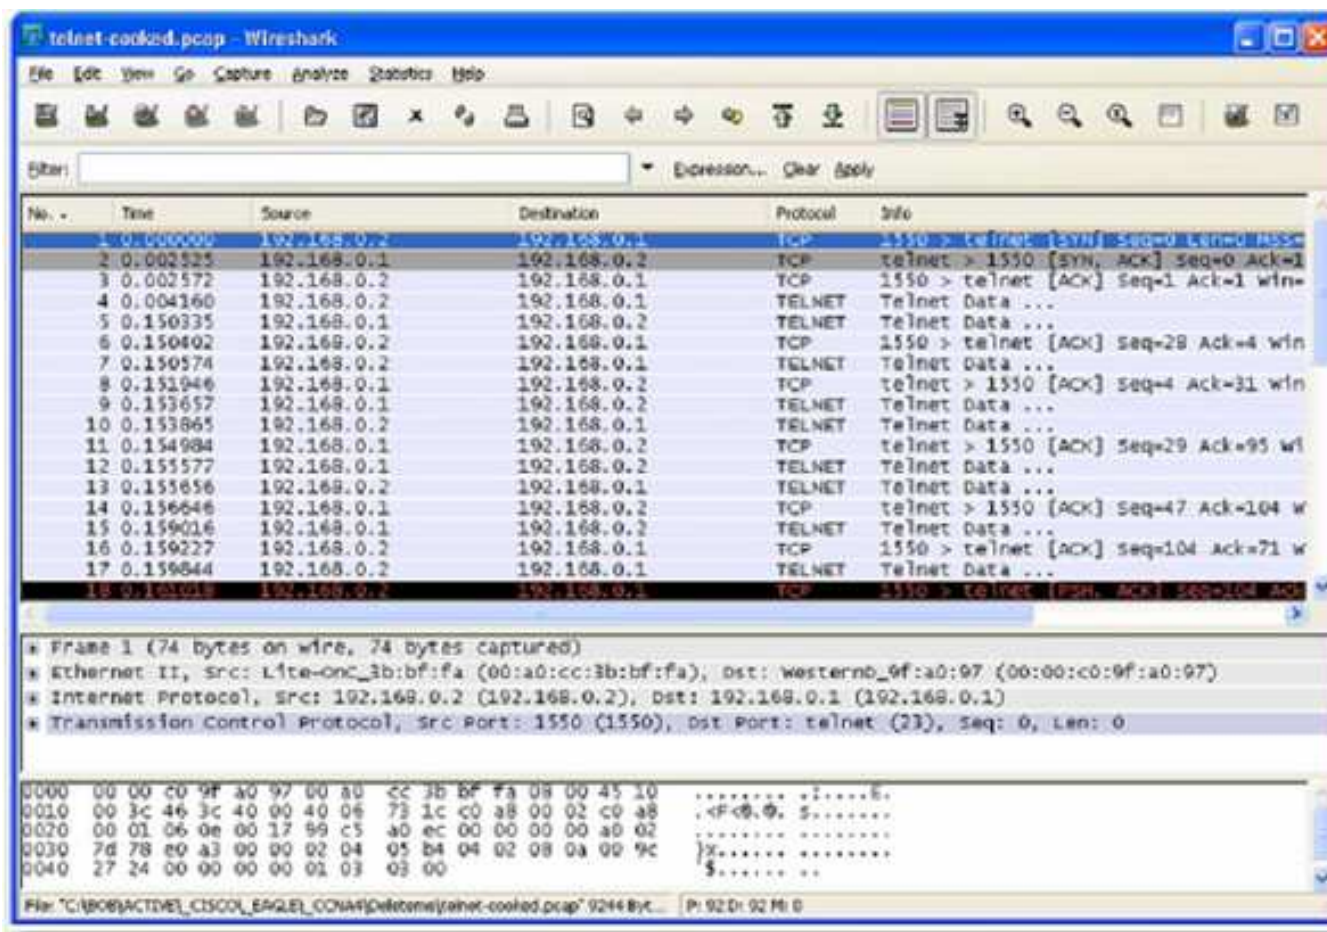 telnet-cooked.pcap - Wireshark
File Edit View Go Capture Analyze Statistics Help
Filter: Expression... Clear Apply
No. . Time Source Destination Protocol Info
1 0.000000 192.168.0.2 192.168.0.1 TCP 1550 > telnet [SYN] Seq=0 Len=0 MSS=
2 0.002525 192.168.0.1 192.168.0.2 TCP telnet > 1550 [SYN, ACK] Seq=0 Ack=1
3 0.002572 192.168.0.2 192.168.0.1 TCP 1550 > telnet [ACK] Seq=1 Ack=1 Win=
4 0.004160 192.168.0.2 192.168.0.1 TELNET Telnet Data ...
5 0.150335 192.168.0.1 192.168.0.2 TELNET Telnet Data ...
6 0.150402 192.168.0.2 192.168.0.1 TCP 1550 > telnet [ACK] Seq=28 Ack=4 Win
7 0.150574 192.168.0.2 192.168.0.1 TELNET Telnet Data ...
8 0.151946 192.168.0.1 192.168.0.2 TCP telnet > 1550 [ACK] Seq=4 Ack=31 Win
9 0.153657 192.168.0.1 192.168.0.2 TELNET Telnet Data ...
10 0.153865 192.168.0.2 192.168.0.1 TELNET Telnet Data ...
11 0.154984 192.168.0.1 192.168.0.2 TCP telnet > 1550 [ACK] Seq=29 Ack=95 Wi
12 0.155577 192.168.0.1 192.168.0.2 TELNET Telnet Data ...
13 0.155656 192.168.0.2 192.168.0.1 TELNET Telnet Data ...
14 0.156646 192.168.0.1 192.168.0.2 TCP telnet > 1550 [ACK] Seq=47 Ack=104 W
15 0.159016 192.168.0.1 192.168.0.2 TELNET Telnet Data ...
16 0.159227 192.168.0.2 192.168.0.1 TCP 1550 > telnet [ACK] Seq=104 Ack=71 W
17 0.159844 192.168.0.2 192.168.0.1 TELNET Telnet Data ...
18 0.161018 192.168.0.2 192.168.0.1 TCP 1550 > telnet [PSH, ACK] Seq=104 Ack
Frame 1 (74 bytes on wire, 74 bytes captured)
Ethernet II, Src: Lite-OnC_3b:bf:fa (00:a0:cc:3b:bf:fa), Dst: WesternD_9f:a0:97 (00:00:c0:9f:a0:97)
Internet Protocol, Src: 192.168.0.2 (192.168.0.2), Dst: 192.168.0.1 (192.168.0.1)
Transmission Control Protocol, Src Port: 1550 (1550), Dst Port: telnet (23), Seq: 0, Len: 0
0000 00 00 c0 9f a0 97 00 a0 cc 3b bf fa 08 00 45 10 ........ .;....E.
0010 00 3c 46 3c 40 00 40 06 73 1c c0 a8 00 02 c0 a8 .<F<@.@. s.......
0020 00 01 06 0e 00 17 99 c5 a0 ec 00 00 00 00 a0 02 ........ ........
0030 7d 78 e0 a3 00 00 02 04 05 b4 04 02 08 0a 00 9c }x...... ........
0040 27 24 00 00 00 00 01 03 03 00 '$...... ..
File: "C:\BOB\ACTIVE\_CISCO\_EAGLE\_CCNA4\Deleteme\telnet-cooked.pcap" 9244 Byt... P: 92 D: 92 M: 0